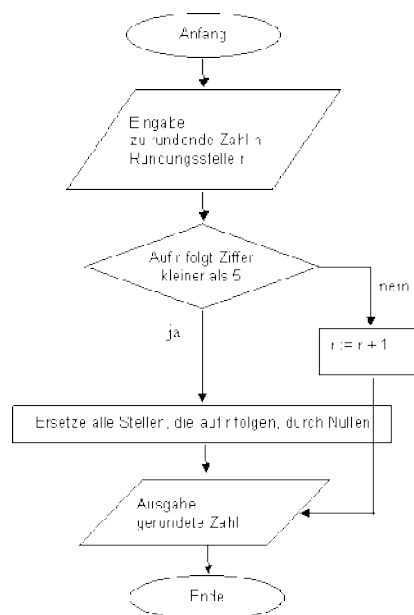 Anfang
Eingabe
zu rundende Zahl n
Rundungsstelle r
Auf r folgt Ziffer
kleiner als 5
nein
ja
r := r + 1
Ersetze alle Stellen, die auf r folgen, durch Nullen
Ausgabe
gerundete Zahl
Ende